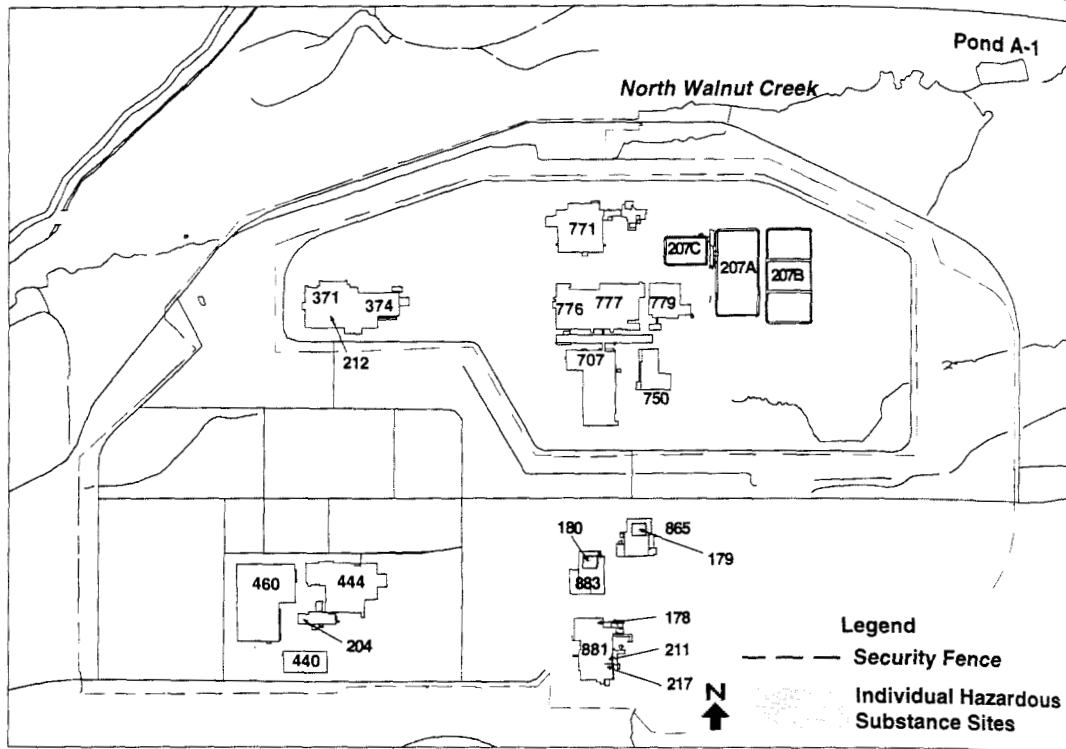 Pond A-1
North Walnut Creek
771
207C
207A
207B
371
374
776
777
779
212
707
750
180
865
179
883
460
444
178
204
881
211
440
217
Legend
Security Fence
N
Individual Hazardous
Substance Sites